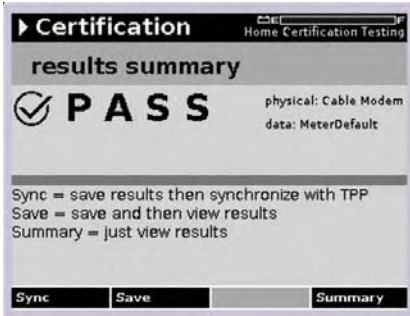 Certification
E F
Home Certification Testing
results summary
PASS
physical: Cable Modem
data: MeterDefault
Sync = save results then synchronize with TPP
Save = save and then view results
Summary = just view results
Sync Save Summary